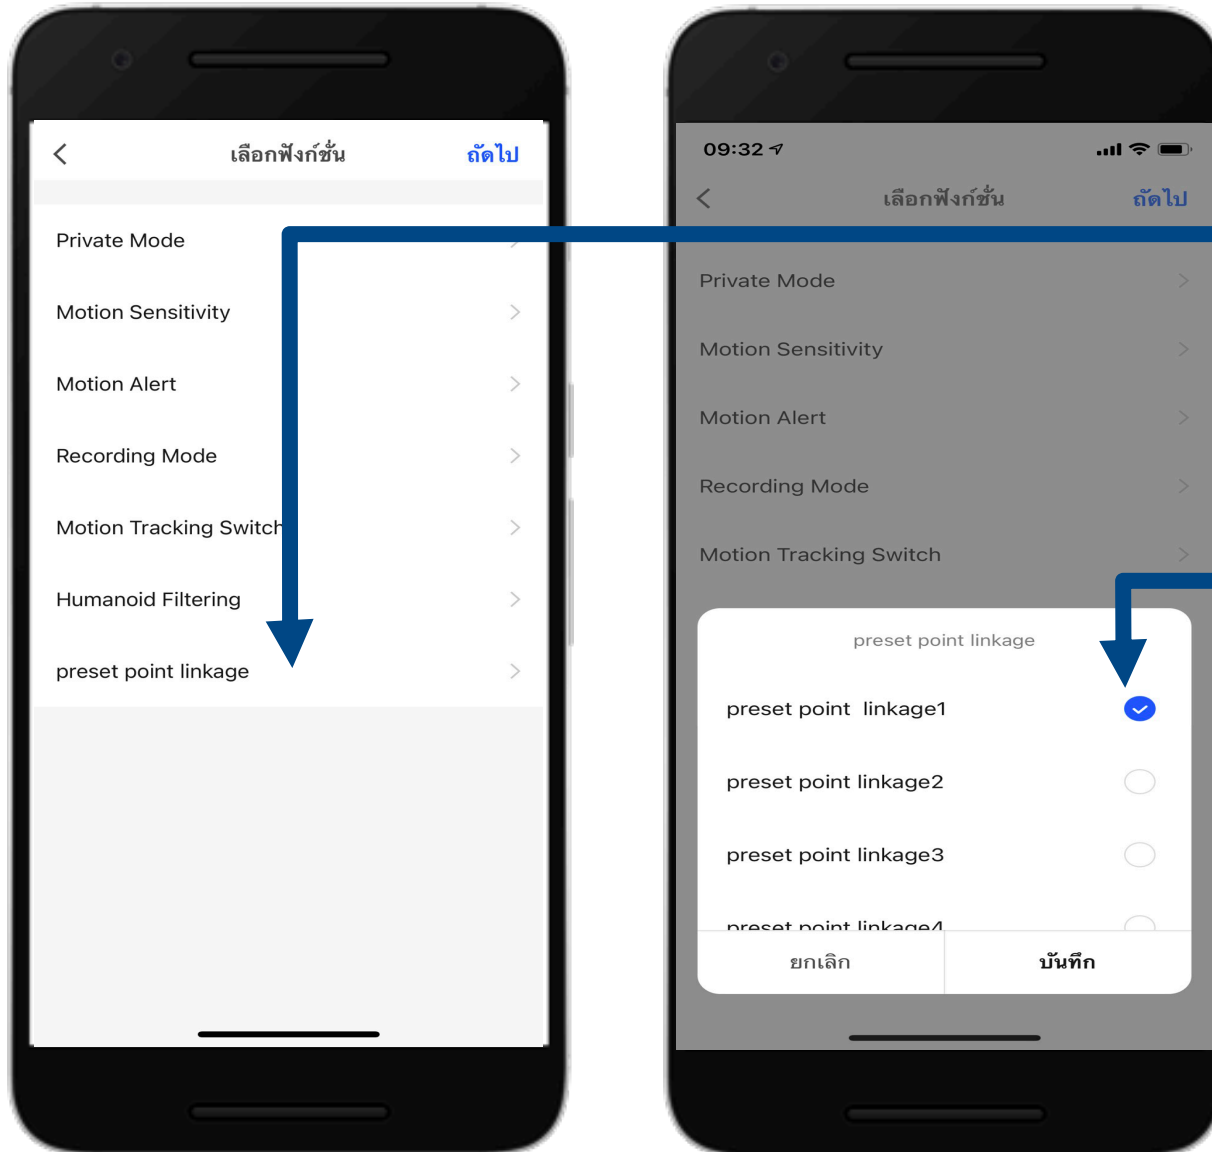 เลือกฟังก์ชั่น
ถัดไป
Private Mode
Motion Sensitivity
Motion Alert
Recording Mode
Motion Tracking Switch
Humanoid Filtering
preset point linkage
09:32
เลือกฟังก์ชั่น
ถัดไป
Private Mode
Motion Sensitivity
Motion Alert
Recording Mode
Motion Tracking Switch
preset point linkage
preset point linkage1
preset point linkage2
preset point linkage3
preset point linkage4
ยกเลิก
บันทึก